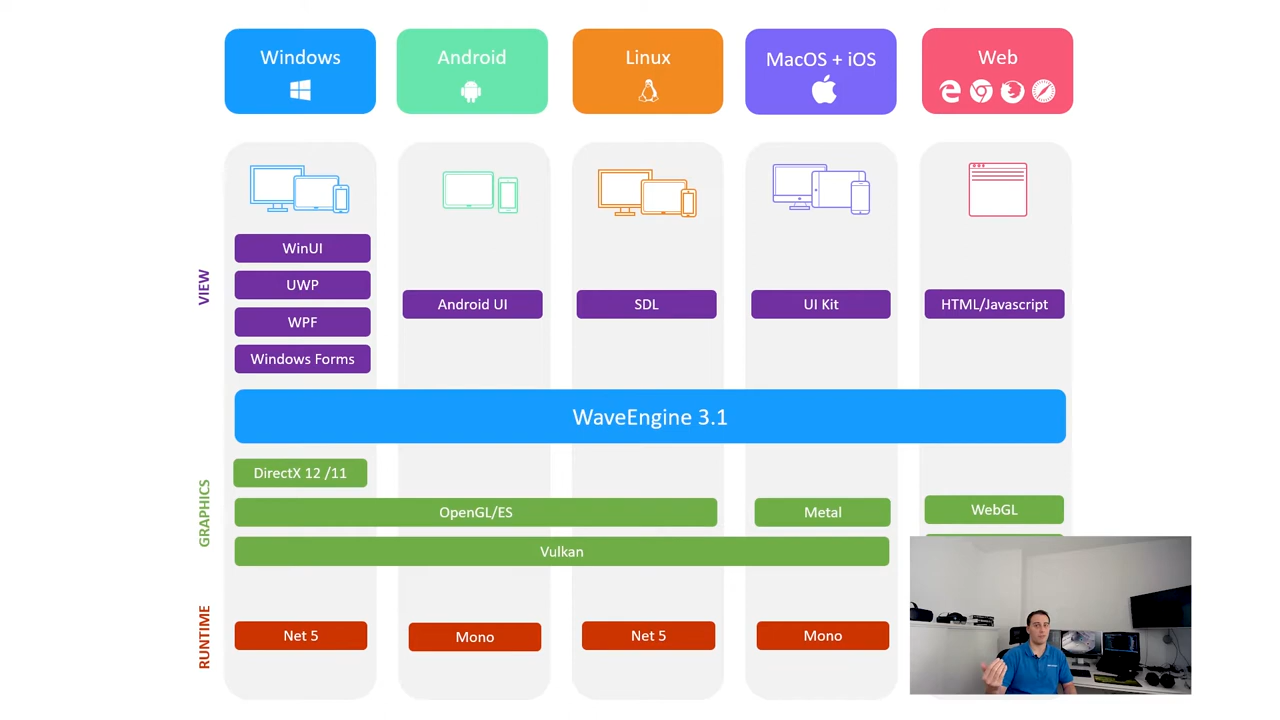 Windows
Android
Linux
MacOS + iOS
Web
VIEW
WinUI
UWP
WPF
Windows Forms
Android UI
SDL
UI Kit
HTML/Javascript
WaveEngine 3.1
GRAPHICS
DirectX 12 /11
OpenGL/ES
Metal
WebGL
Vulkan
RUNTIME
Net 5
Mono
Net 5
Mono